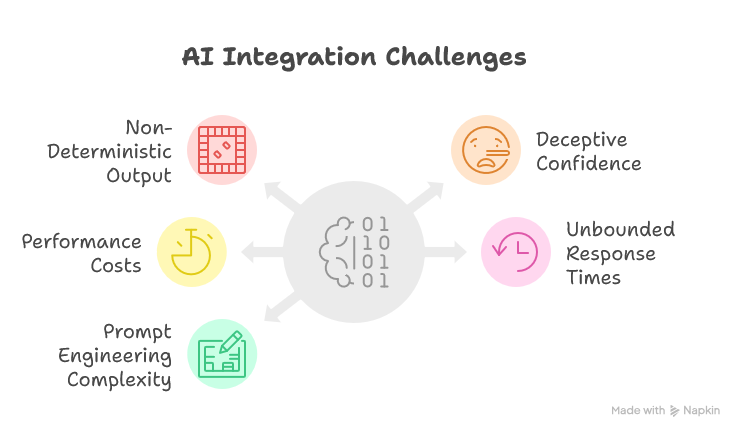 AI Integration Challenges
Non-
Deterministic
Output
Deceptive
Confidence
Performance
Costs
01
10
01
01
Unbounded
Response
Times
Prompt
Engineering
Complexity
Made with Napkin